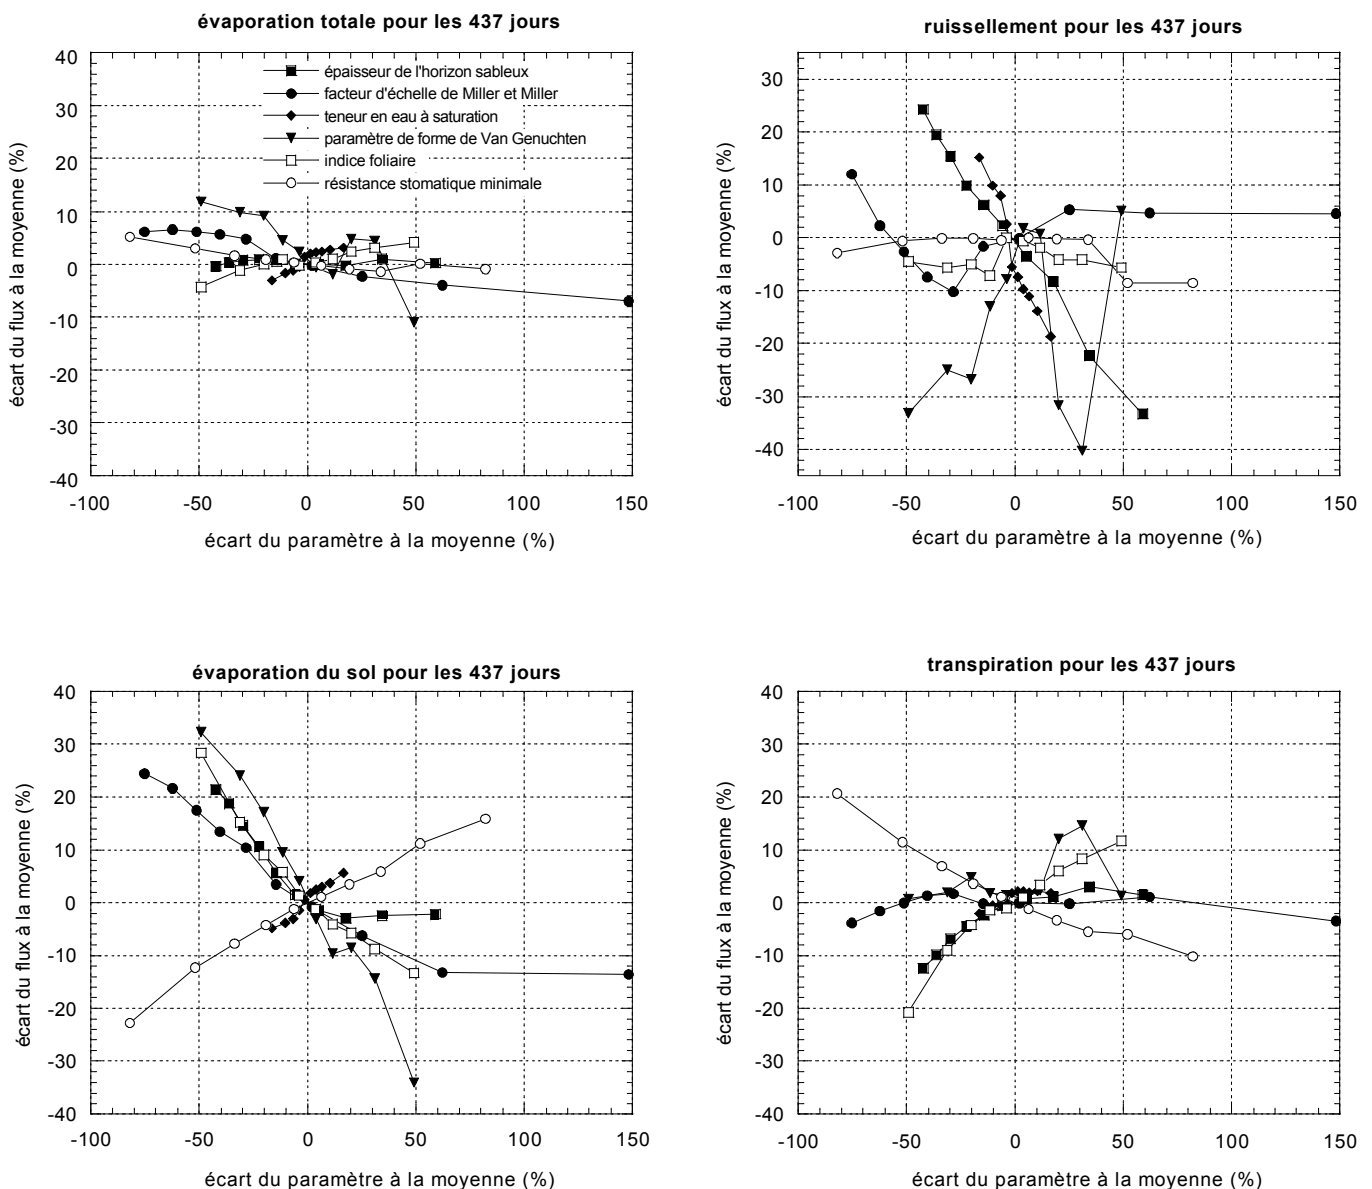 évaporation totale pour les 437 jours
40
30
20
10
0
-10
-20
-30
-40
écart du flux à la moyenne (%)
épaisseur de l'horizon sableux
facteur d'échelle de Miller et Miller
teneur en eau à saturation
paramètre de forme de Van Genuchten
indice foliaire
résistance stomatique minimale
-100 -50 0 50 100 150
écart du paramètre à la moyenne (%)
ruissellement pour les 437 jours
30
20
10
0
-10
-20
-30
-40
écart du flux à la moyenne (%)
-100 -50 0 50 100 150
écart du paramètre à la moyenne (%)
évaporation du sol pour les 437 jours
40
30
20
10
0
-10
-20
-30
-40
écart du flux à la moyenne (%)
-100 -50 0 50 100 150
écart du paramètre à la moyenne (%)
transpiration pour les 437 jours
40
30
20
10
0
-10
-20
-30
-40
écart du flux à la moyenne (%)
-100 -50 0 50 100 150
écart du paramètre à la moyenne (%)